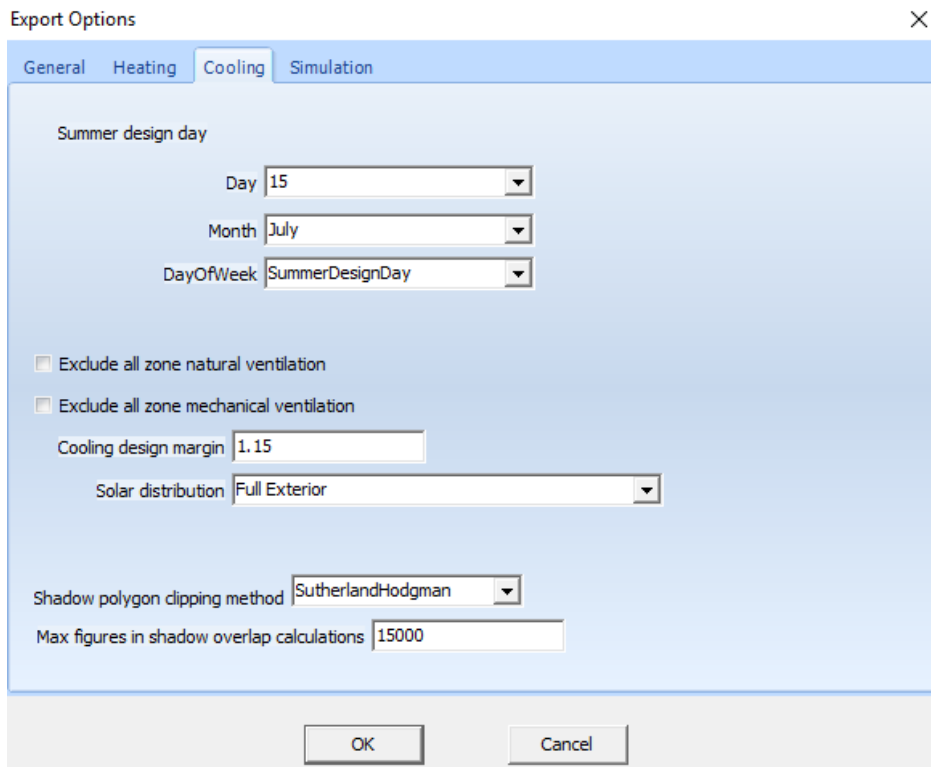 Export Options
General Heating Cooling Simulation
Summer design day
Day 15
Month July
DayOfWeek SummerDesignDay
Exclude all zone natural ventilation
Exclude all zone mechanical ventilation
Cooling design margin 1.15
Solar distribution Full Exterior
Shadow polygon clipping method SutherlandHodgman
Max figures in shadow overlap calculations 15000
OK Cancel